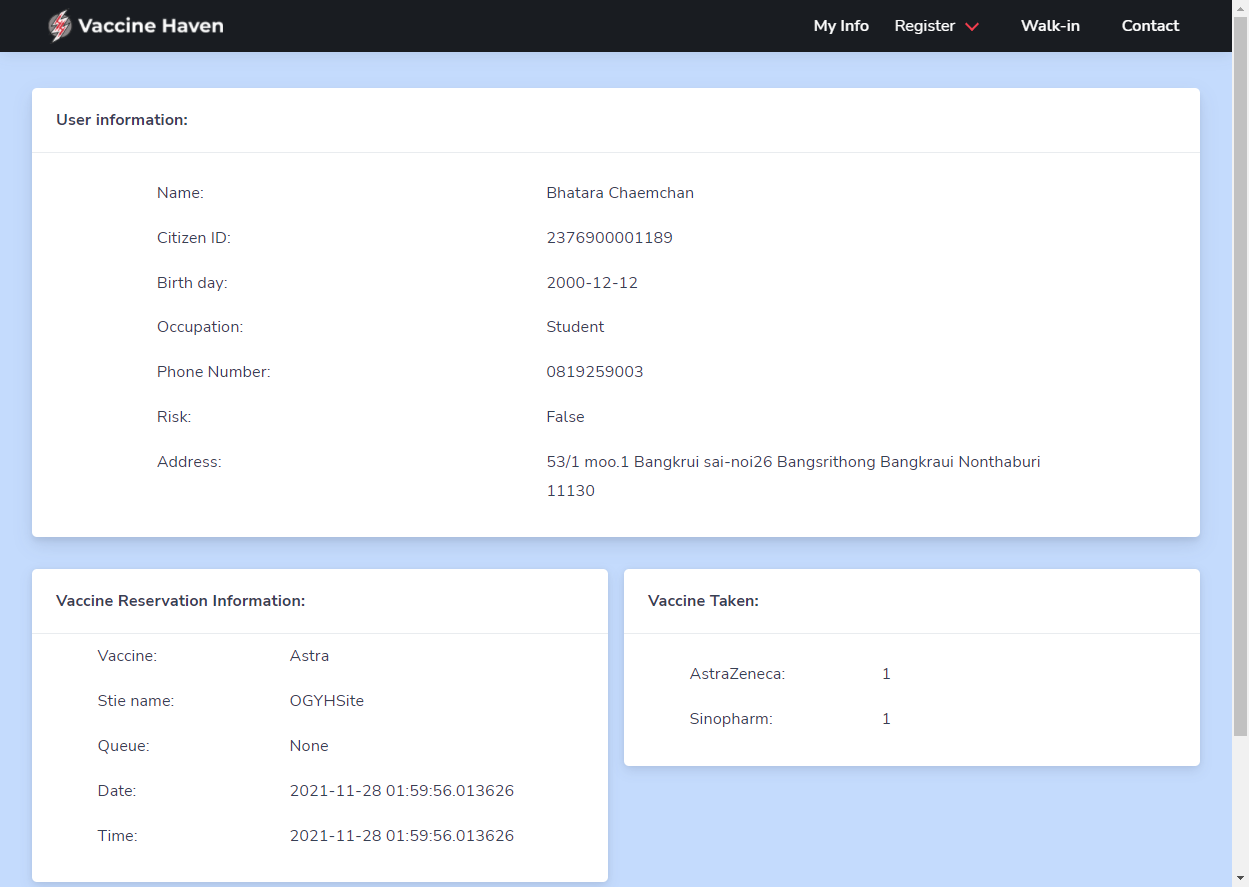 Vaccine Haven
My Info Register Walk-in Contact
User information:
Name: Bhatara Chaemchan
Citizen ID: 2376900001189
Birth day: 2000-12-12
Occupation: Student
Phone Number: 0819259003
Risk: False
Address: 53/1 moo.1 Bangkrui sai-noi26 Bangsrithong Bangkraui Nonthaburi
11130
Vaccine Reservation Information:
Vaccine: Astra
Stie name: OGYHSite
Queue: None
Date: 2021-11-28 01:59:56.013626
Time: 2021-11-28 01:59:56.013626
Vaccine Taken:
AstraZeneca: 1
Sinopharm: 1